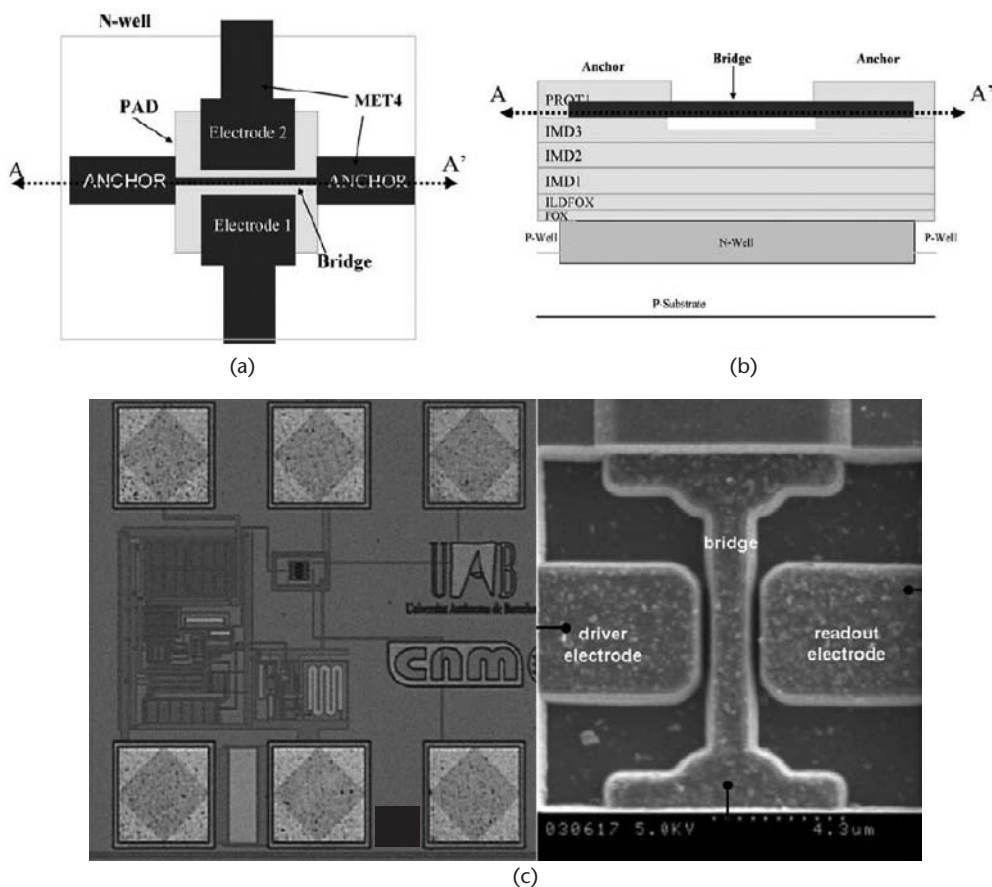 N-well
PAD
MET4
Electrode 2
A
ANCHOR
ANCHOR
A'
Electrode 1
Bridge
(a)
Anchor
Bridge
Anchor
A
A'
PROT1
IMD3
IMD2
IMD1
ILDFOX
FOX
P-Well
N-Well
P-Well
P-Substrate
(b)
UAB
Universitat Autònoma de Barcelona
cnm
bridge
driver
electrode
readout
electrode
030617 5.0KV 4.3um
(c)